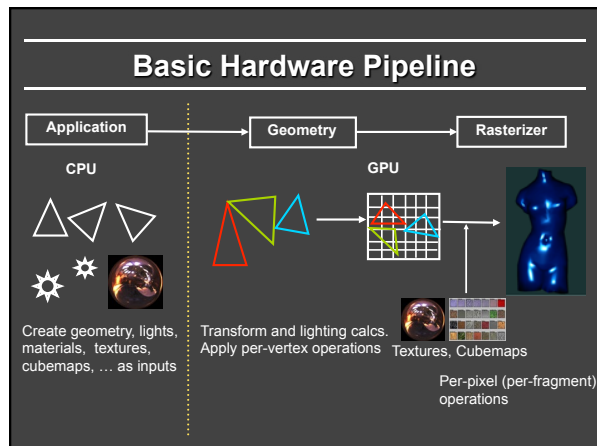 Basic Hardware Pipeline
Application
Geometry
Rasterizer
CPU
GPU
Create geometry, lights,
materials, textures,
cubemaps, … as inputs
Transform and lighting calcs.
Apply per-vertex operations
Textures, Cubemaps
Per-pixel (per-fragment)
operations